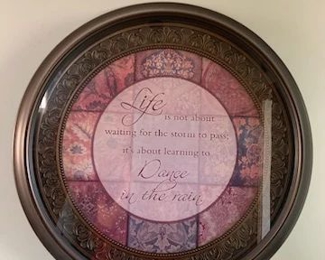 Life
is not about
waiting for the storm to pass;
it's about learning to
Dance
in the rain